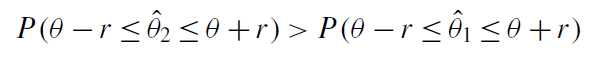 P(θ − r ≤ θ̂₂ ≤ θ + r) > P(θ − r ≤ θ̂₁ ≤ θ + r)